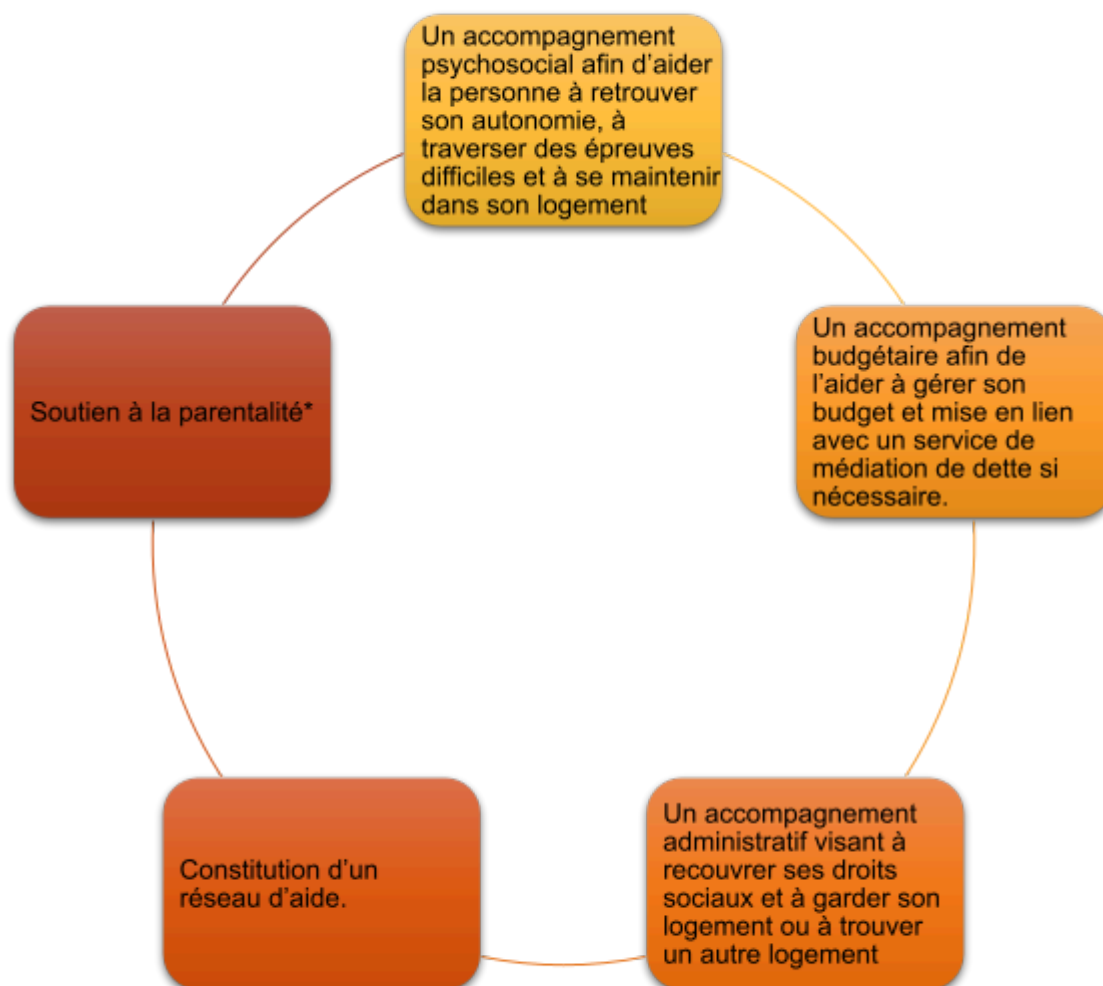 Un accompagnement
psychosocial afin d’aider
la personne à retrouver
son autonomie, à
traverser des épreuves
difficiles et à se maintenir
dans son logement
Un accompagnement
budgétaire afin de
l’aider à gérer son
budget et mise en lien
avec un service de
médiation de dette si
nécessaire.
Un accompagnement
administratif visant à
recouvrer ses droits
sociaux et à garder son
logement ou à trouver
un autre logement
Constitution d’un
réseau d’aide.
Soutien à la parentalité*